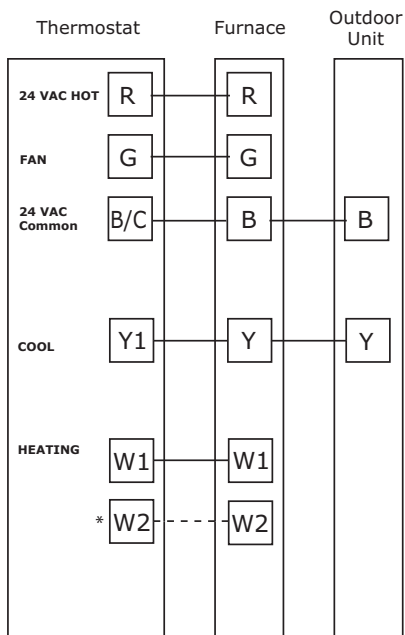 Thermostat Furnace Outdoor
Unit
24 VAC HOT R R
FAN G G
24 VAC
Common B/C B B
COOL Y1 Y Y
HEATING W1 W1
* W2 W2